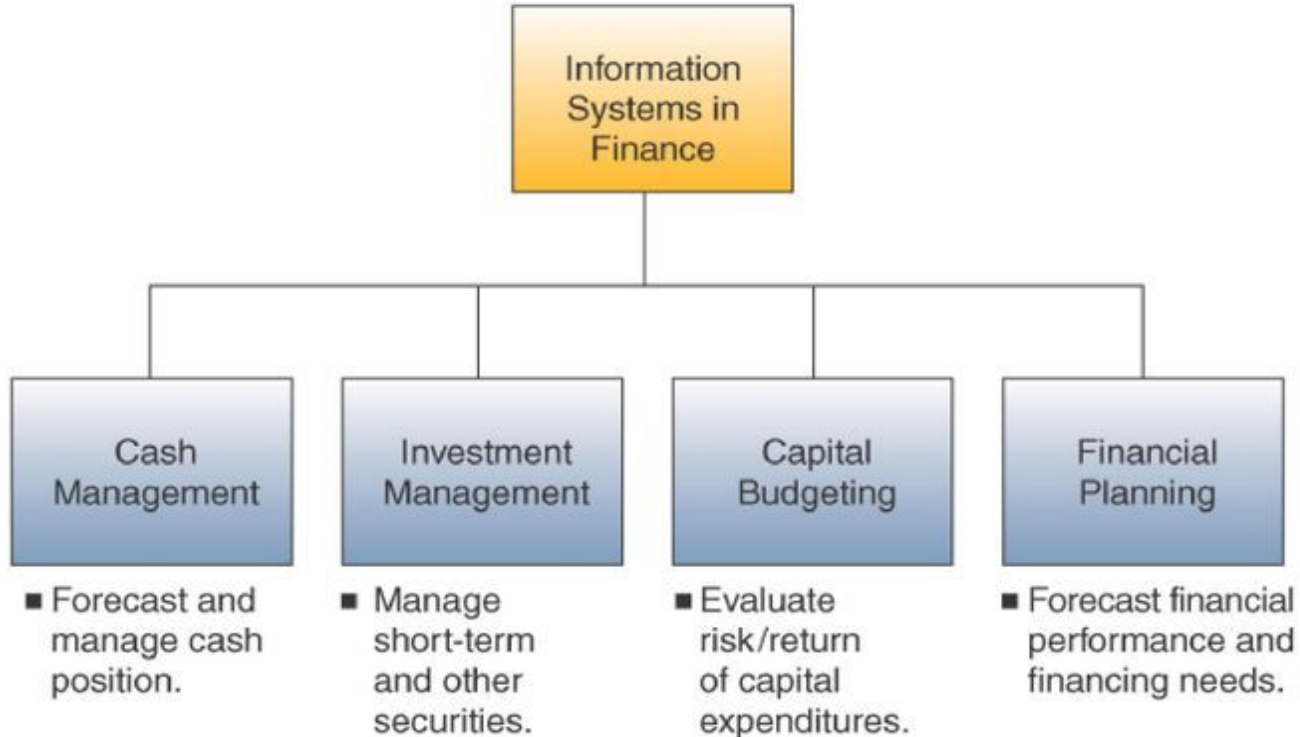 Information
Systems in
Finance
Cash
Management
Investment
Management
Capital
Budgeting
Financial
Planning
■ Forecast and
manage cash
position.
■ Manage
short-term
and other
securities.
■ Evaluate
risk/return
of capital
expenditures.
■ Forecast financial
performance and
financing needs.